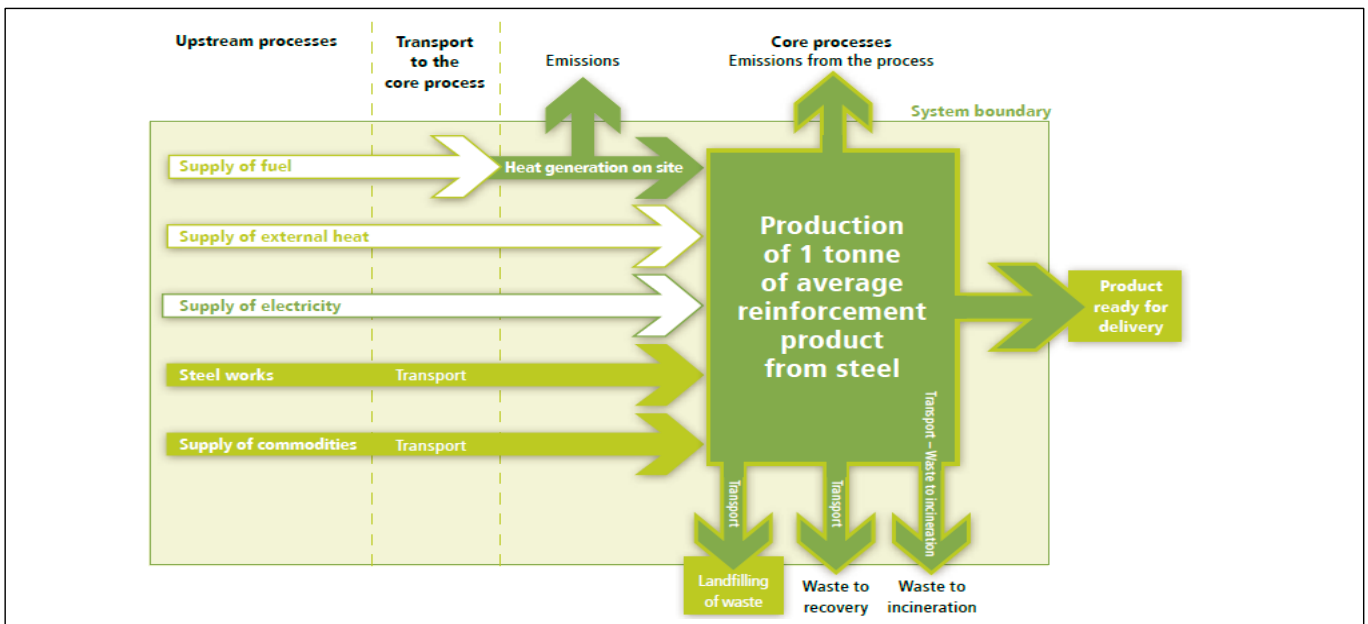 Upstream processes
Transport
to the
core process
Emissions
Core processes
Emissions from the process
System boundary
Supply of fuel
Heat generation on site
Supply of external heat
Supply of electricity
Steel works
Transport
Supply of commodities
Transport
Production
of 1 tonne
of average
reinforcement
product
from steel
Product
ready for
delivery
Transport
Transport
Transport – Waste to incineration
Landfilling
of waste
Waste to
recovery
Waste to
incineration